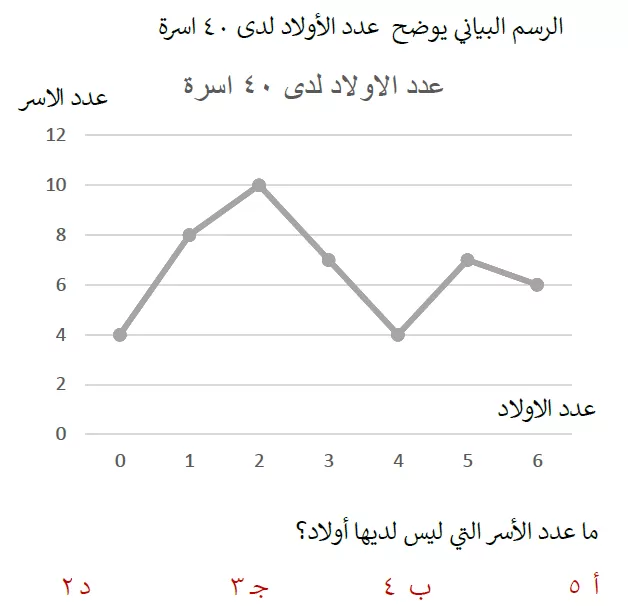 الرسم البياني يوضح عدد الأولاد لدى ٤٠ اسرة
عدد الاولاد لدى ٤٠ اسرة
عدد الاسر
12
10
8
6
4
2
0
عدد الاولاد
0 1 2 3 4 5 6
ما عدد الأسر التي ليس لديها أولاد؟
أ ٥ ب ٤ جـ ٣ د ٢